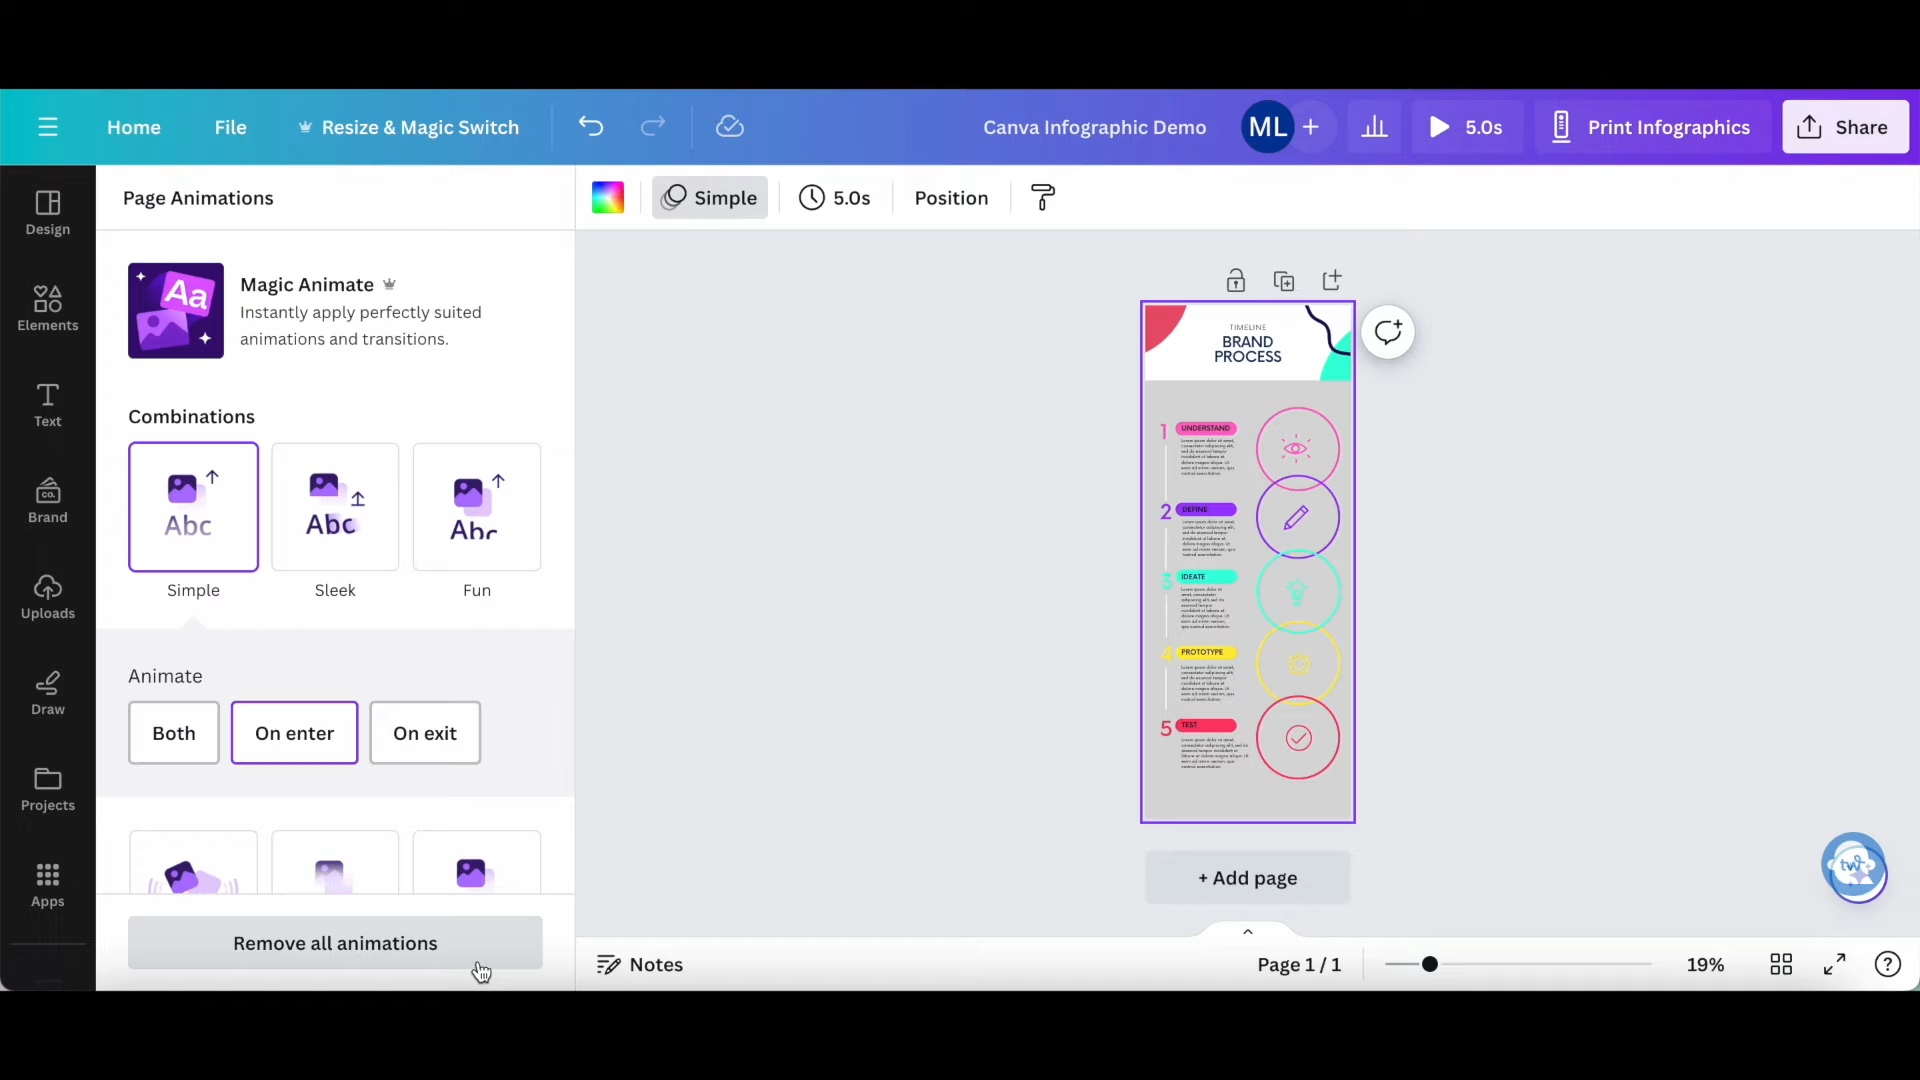 Home
File
Resize & Magic Switch
Canva Infographic Demo
ML
5.0s
Print Infographics
Share
Design
Elements
Text
CO.
Brand
Uploads
Draw
Projects
Apps
Page Animations
Simple
5.0s
Position
Aa
Magic Animate
Instantly apply perfectly suited
animations and transitions.
Combinations
Abc
Abc
Abc
Simple
Sleek
Fun
Animate
Both
On enter
On exit
Remove all animations
TIMELINE
BRAND
PROCESS
1
UNDERSTAND
2
DEFINE
3
IDEATE
4
PROTOTYPE
5
TEST
+ Add page
Notes
Page 1 / 1
19%